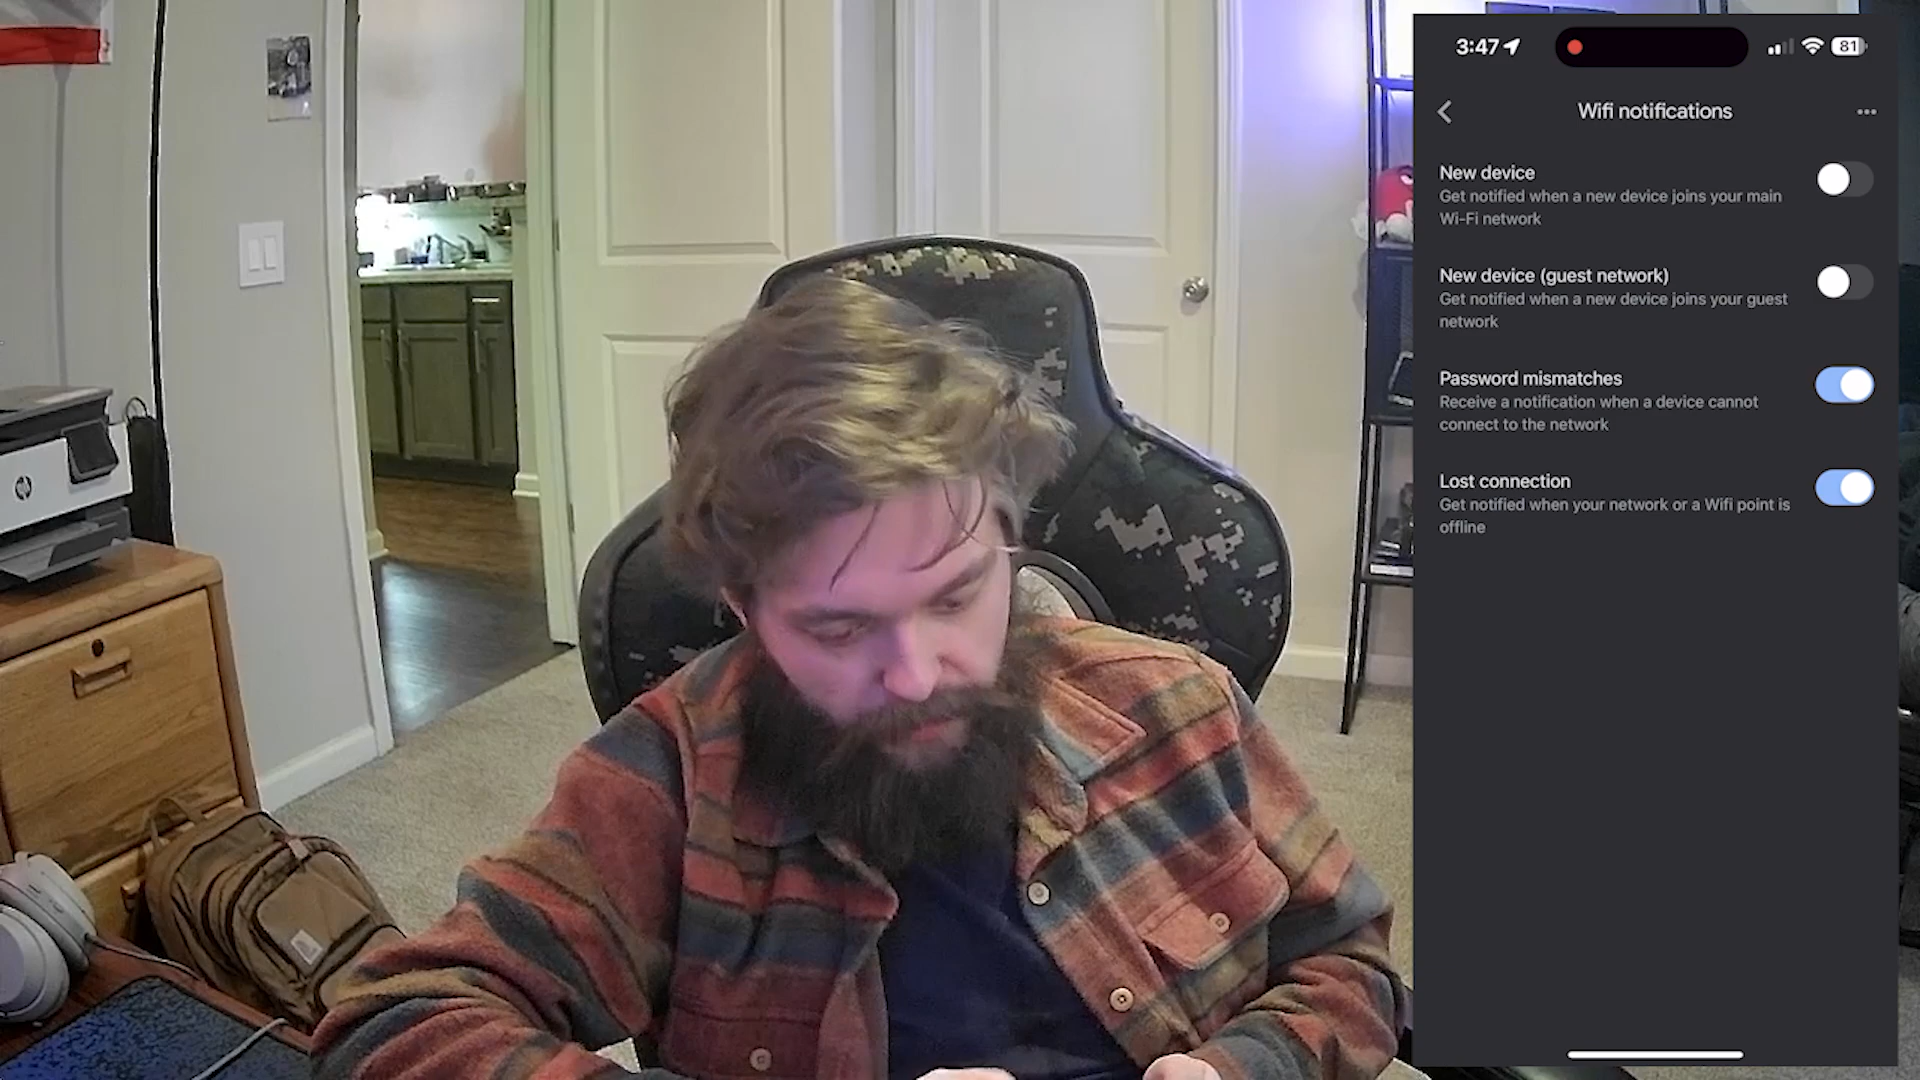 3:47
81
Wifi notifications
New device
Get notified when a new device joins your main
Wi-Fi network
New device (guest network)
Get notified when a new device joins your guest
network
Password mismatches
Receive a notification when a device cannot
connect to the network
Lost connection
Get notified when your network or a Wifi point is
offline
hp